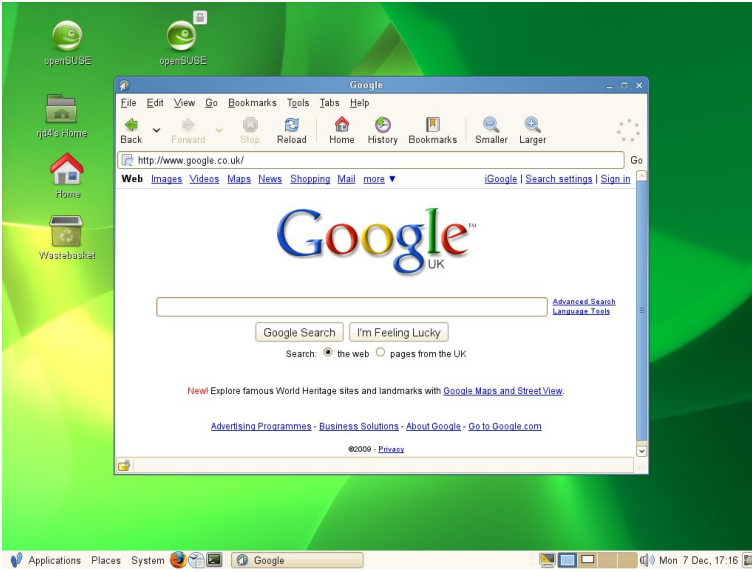 openSUSE
openSUSE
rjd4's Home
Home
Wastebasket
Google
File Edit View Go Bookmarks Tools Tabs Help
Back Forward Stop Reload Home History Bookmarks Smaller Larger
http://www.google.co.uk/ Go
Web Images Videos Maps News Shopping Mail more ▼ iGoogle | Search settings | Sign in
Google™
UK
Advanced Search
Language Tools
Google Search I'm Feeling Lucky
Search: the web pages from the UK
New! Explore famous World Heritage sites and landmarks with Google Maps and Street View.
Advertising Programmes - Business Solutions - About Google - Go to Google.com
©2009 - Privacy
Applications Places System Google Mon 7 Dec, 17:16